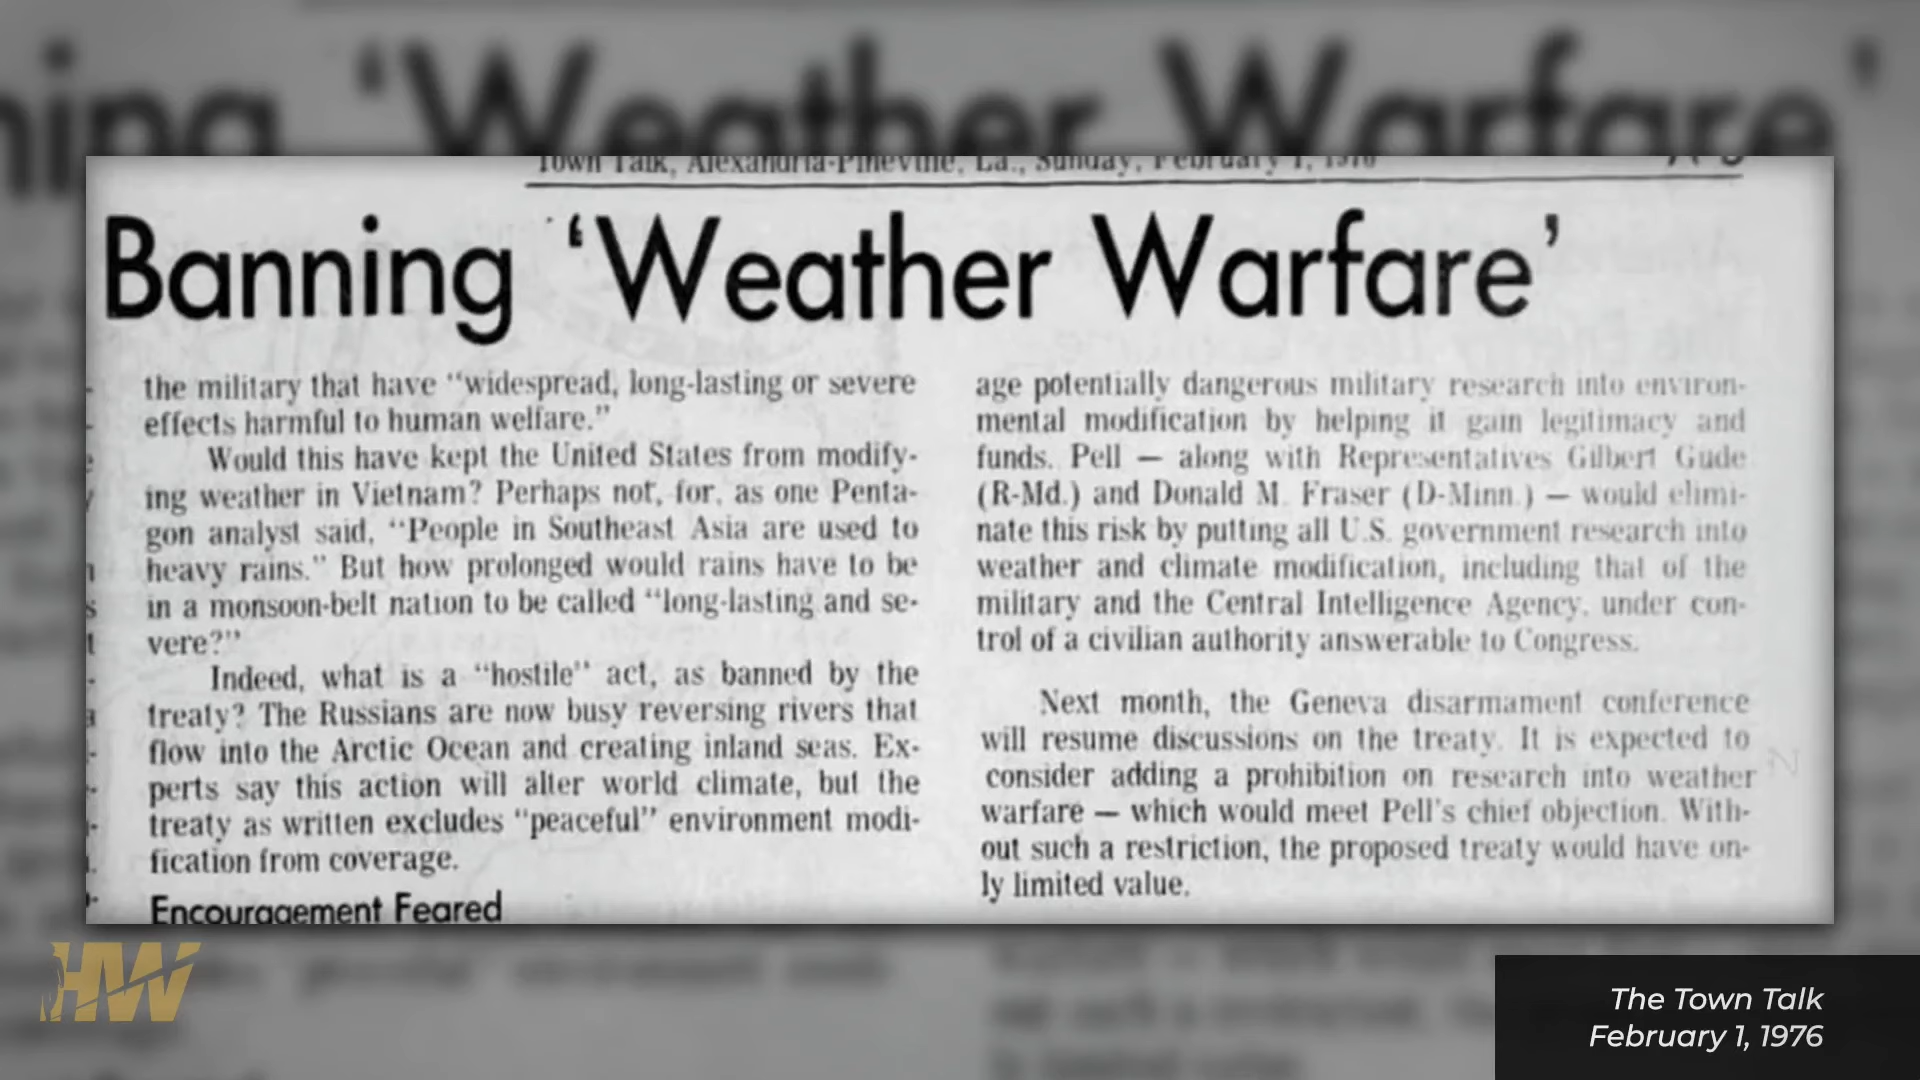 ning ‘Weather Warfare’
Town Talk, Alexandria-Pineville, La., Sunday, February 1, 1976
Banning ‘Weather Warfare’
the military that have “widespread, long-lasting or severe
effects harmful to human welfare.”
Would this have kept the United States from modify-
ing weather in Vietnam? Perhaps not, for, as one Penta-
gon analyst said, “People in Southeast Asia are used to
heavy rains.” But how prolonged would rains have to be
in a monsoon-belt nation to be called “long-lasting and se-
vere?”
Indeed, what is a “hostile” act, as banned by the
treaty? The Russians are now busy reversing rivers that
flow into the Arctic Ocean and creating inland seas. Ex-
perts say this action will alter world climate, but the
treaty as written excludes “peaceful” environment modi-
fication from coverage.
Encouragement Feared
age potentially dangerous military research into environ-
mental modification by helping it gain legitimacy and
funds. Pell — along with Representatives Gilbert Gude
(R-Md.) and Donald M. Fraser (D-Minn.) — would elimi-
nate this risk by putting all U.S. government research into
weather and climate modification, including that of the
military and the Central Intelligence Agency, under con-
trol of a civilian authority answerable to Congress.
Next month, the Geneva disarmament conference
will resume discussions on the treaty. It is expected to
consider adding a prohibition on research into weather
warfare — which would meet Pell's chief objection. With-
out such a restriction, the proposed treaty would have on-
ly limited value.
HW
The Town Talk
February 1, 1976